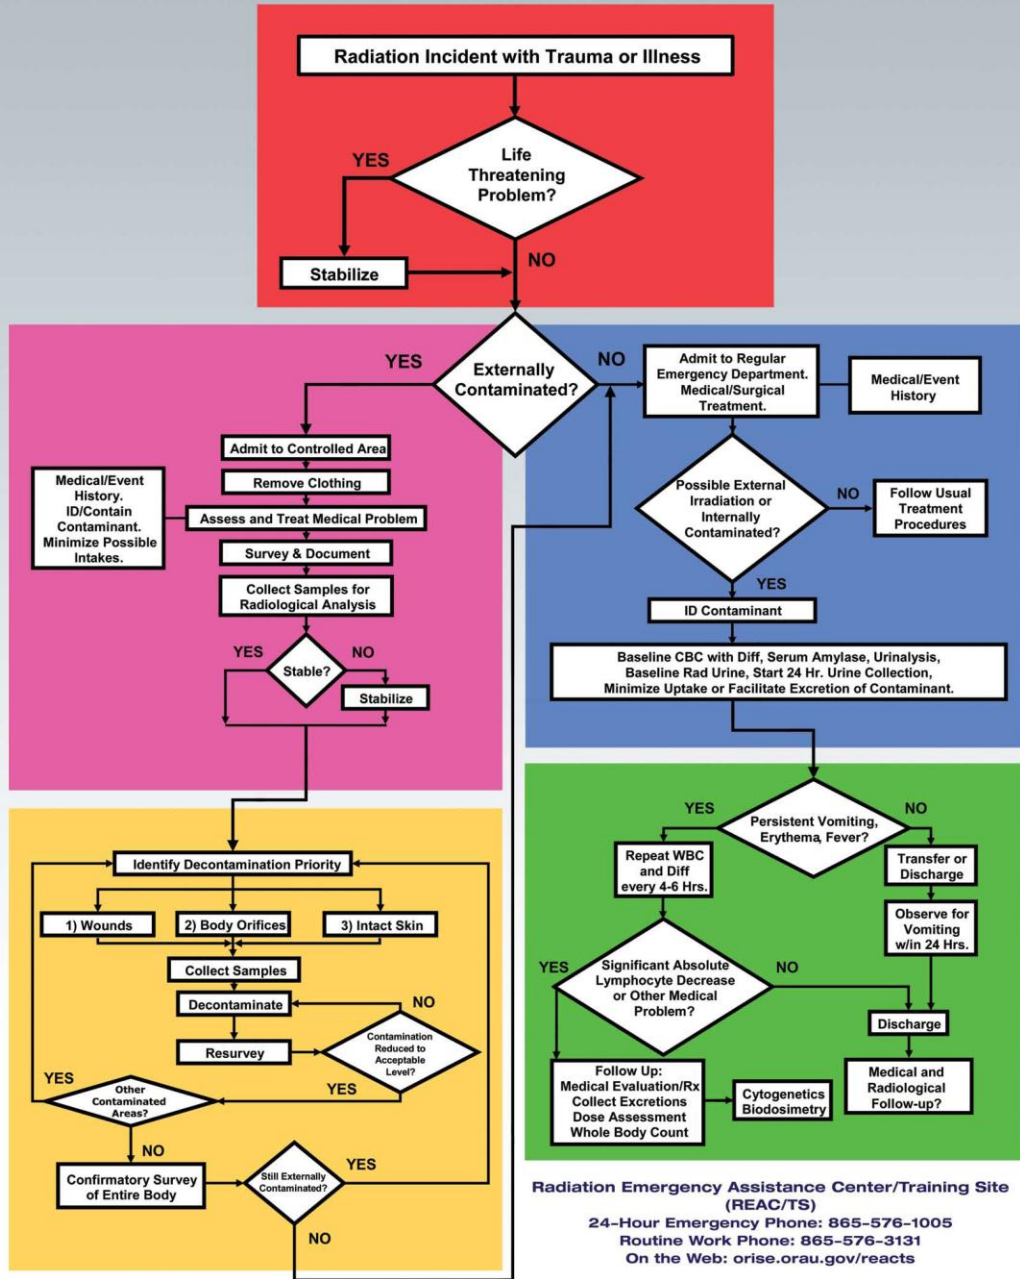 Radiation Incident with Trauma or Illness
Life
Threatening
Problem?
YES
NO
Stabilize
Externally
Contaminated?
YES
NO
Admit to Controlled Area
Remove Clothing
Medical/Event
History.
ID/Contain
Contaminant.
Minimize Possible
Intakes.
Assess and Treat Medical Problem
Survey & Document
Collect Samples for
Radiological Analysis
YES
NO
Stable?
Stabilize
Admit to Regular
Emergency Department.
Medical/Surgical
Treatment.
Medical/Event
History
Possible External
Irradiation or
Internally
Contaminated?
NO
Follow Usual
Treatment
Procedures
YES
ID Contaminant
Baseline CBC with Diff, Serum Amylase, Urinalysis,
Baseline Rad Urine, Start 24 Hr. Urine Collection,
Minimize Uptake or Facilitate Excretion of Contaminant.
Identify Decontamination Priority
1) Wounds
2) Body Orifices
3) Intact Skin
Collect Samples
Decontaminate
NO
Resurvey
Contamination
Reduced to
Acceptable
Level?
YES
YES
Other
Contaminated
Areas?
NO
Confirmatory Survey
of Entire Body
Still Externally
Contaminated?
YES
NO
YES
NO
Persistent Vomiting,
Erythema, Fever?
Repeat WBC
and Diff
every 4-6 Hrs.
Transfer or
Discharge
Observe for
Vomiting
w/in 24 Hrs.
YES
NO
Significant Absolute
Lymphocyte Decrease
or Other Medical
Problem?
Discharge
Follow Up:
Medical Evaluation/Rx
Collect Excretions
Dose Assessment
Whole Body Count
Cytogenetics
Biodosimetry
Medical and
Radiological
Follow-up?
Radiation Emergency Assistance Center/Training Site
(REAC/TS)
24-Hour Emergency Phone: 865-576-1005
Routine Work Phone: 865-576-3131
On the Web: orise.orau.gov/reacts